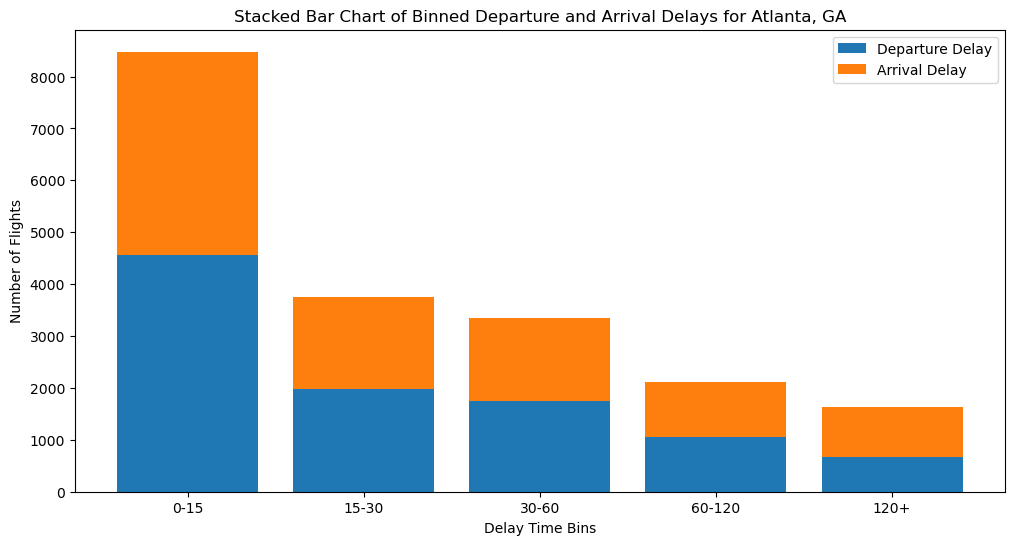 Stacked Bar Chart of Binned Departure and Arrival Delays for Atlanta, GA
Departure Delay
Arrival Delay
Number of Flights
8000
7000
6000
5000
4000
3000
2000
1000
0
0-15
15-30
30-60
60-120
120+
Delay Time Bins